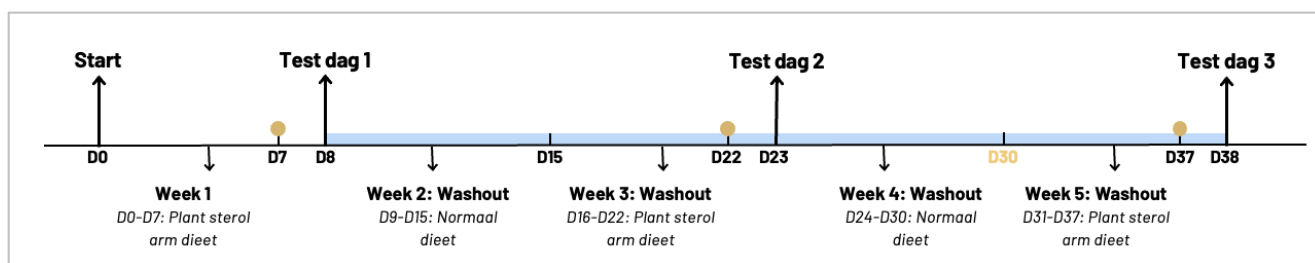 Start
Test dag 1
Test dag 2
Test dag 3
D0
D7
D8
D15
D22
D23
D30
D37
D38
Week 1
D0-D7: Plant sterol
arm dieet
Week 2: Washout
D9-D15: Normaal
dieet
Week 3: Washout
D16-D22: Plant sterol
arm dieet
Week 4: Washout
D24-D30: Normaal
dieet
Week 5: Washout
D31-D37: Plant sterol
arm dieet